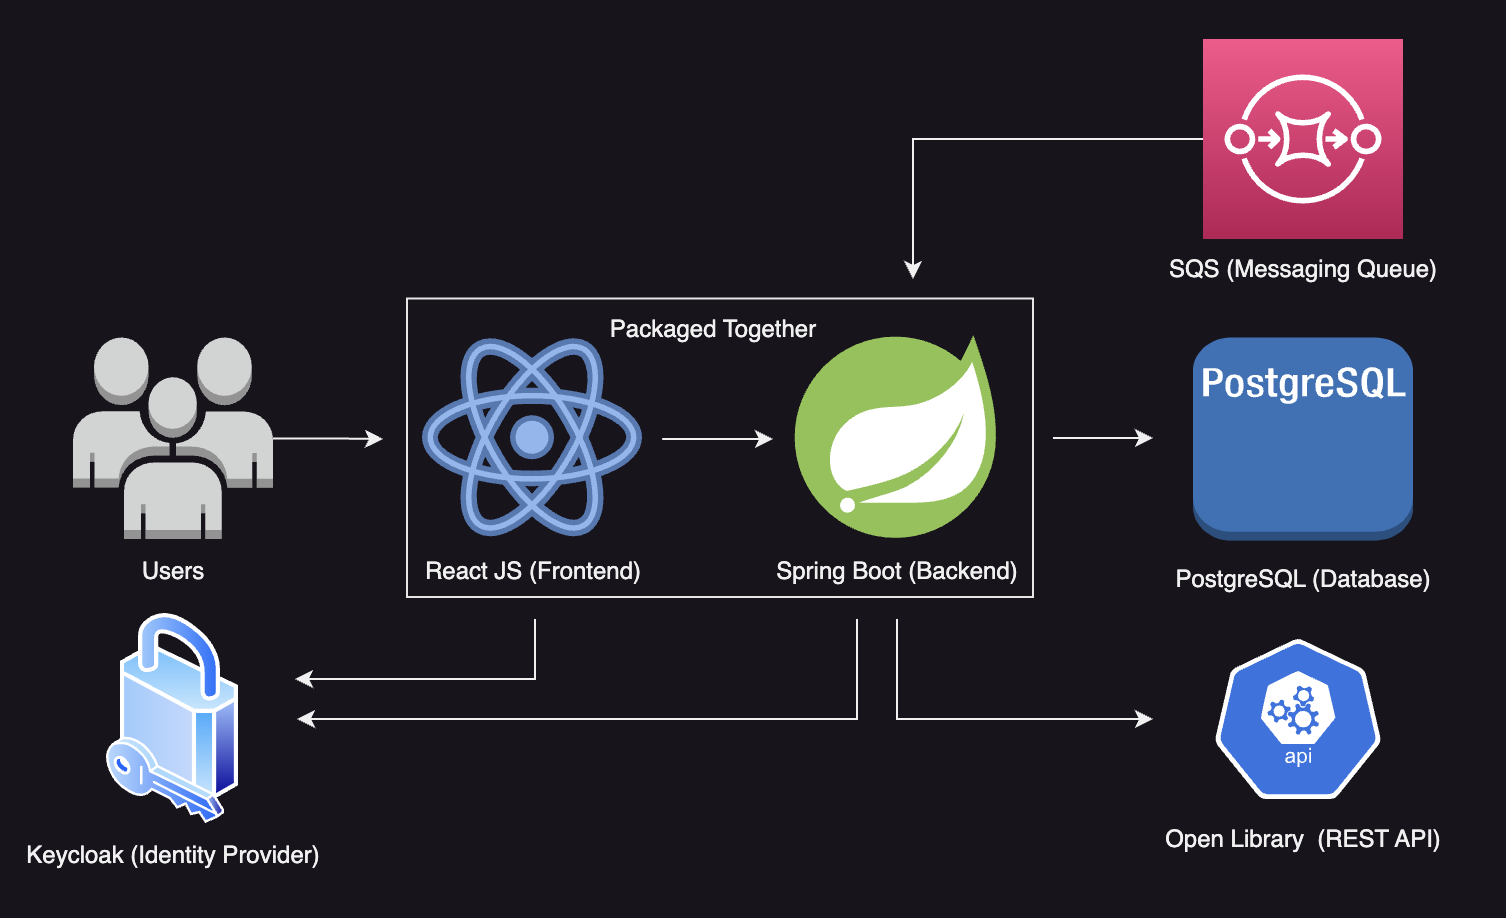 SQS (Messaging Queue)
Packaged Together
PostgreSQL
Users
React JS (Frontend)
Spring Boot (Backend)
PostgreSQL (Database)
api
Open Library (REST API)
Keycloak (Identity Provider)